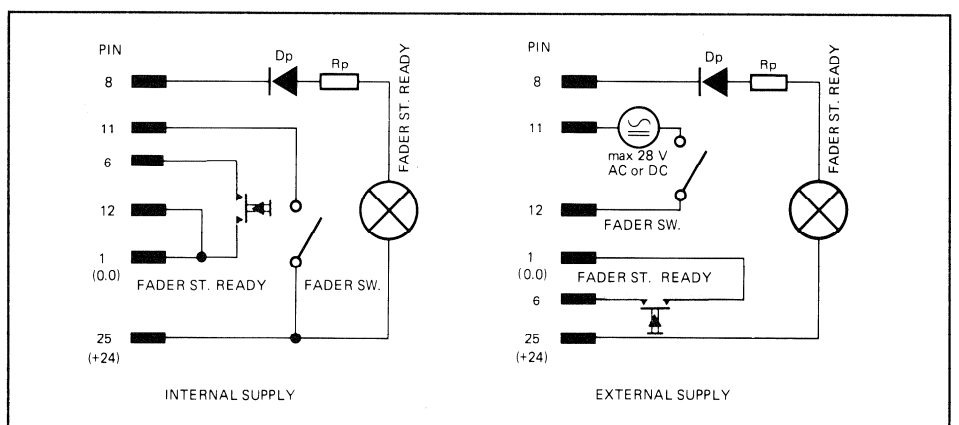 PIN
8
Dp
Rp
FADER ST. READY
11
6
12
1
(0.0)
FADER ST. READY
FADER SW.
25
(+24)
INTERNAL SUPPLY
PIN
8
Dp
Rp
FADER ST. READY
11
max 28 V
AC or DC
12
FADER SW.
1
(0.0)
FADER ST. READY
6
25
(+24)
EXTERNAL SUPPLY